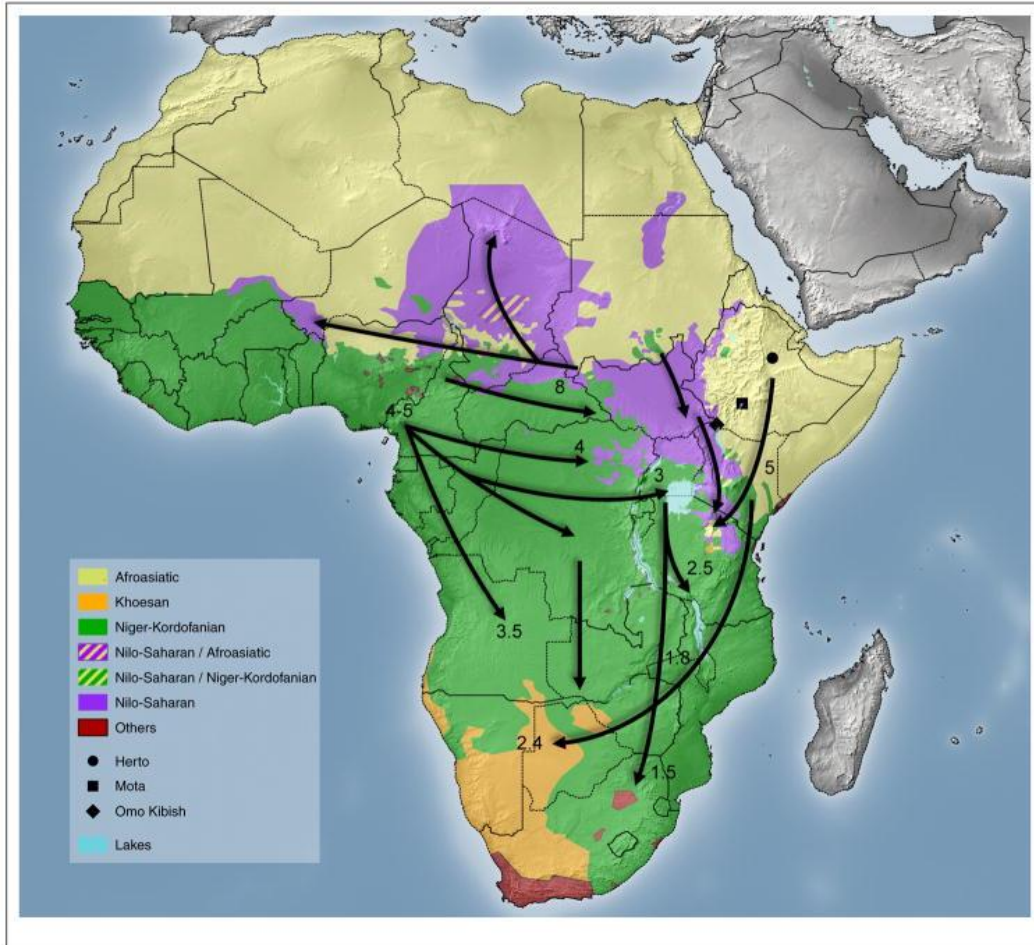 8
4-5
4
3
5
2.5
3.5
1.8
2.4
1.5
Afroasiatic
Khoesan
Niger-Kordofanian
Nilo-Saharan / Afroasiatic
Nilo-Saharan / Niger-Kordofanian
Nilo-Saharan
Others
Herto
Mota
Omo Kibish
Lakes